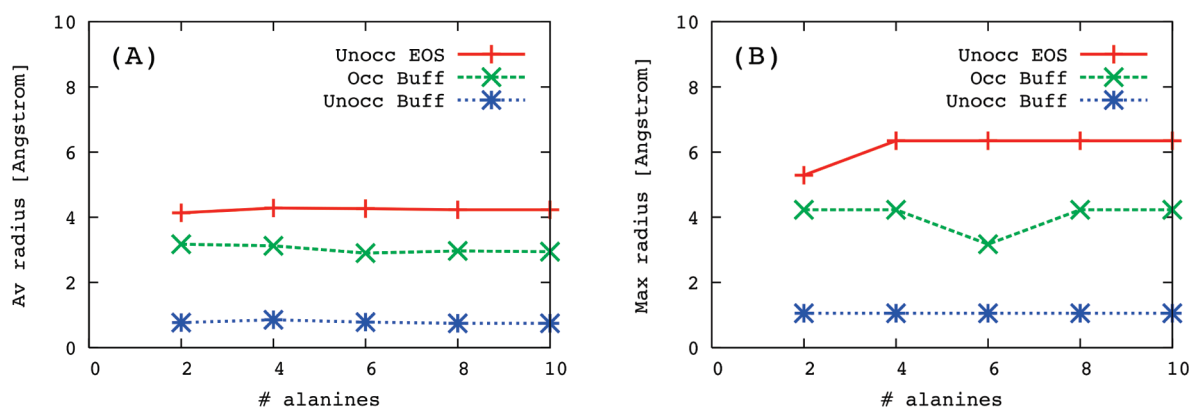 (A)
Unocc EOS
Occ Buff
Unocc Buff
Av radius [Angstrom]
10
8
6
4
2
0
0 2 4 6 8 10
# alanines
(B)
Unocc EOS
Occ Buff
Unocc Buff
Max radius [Angstrom]
10
8
6
4
2
0
0 2 4 6 8 10
# alanines